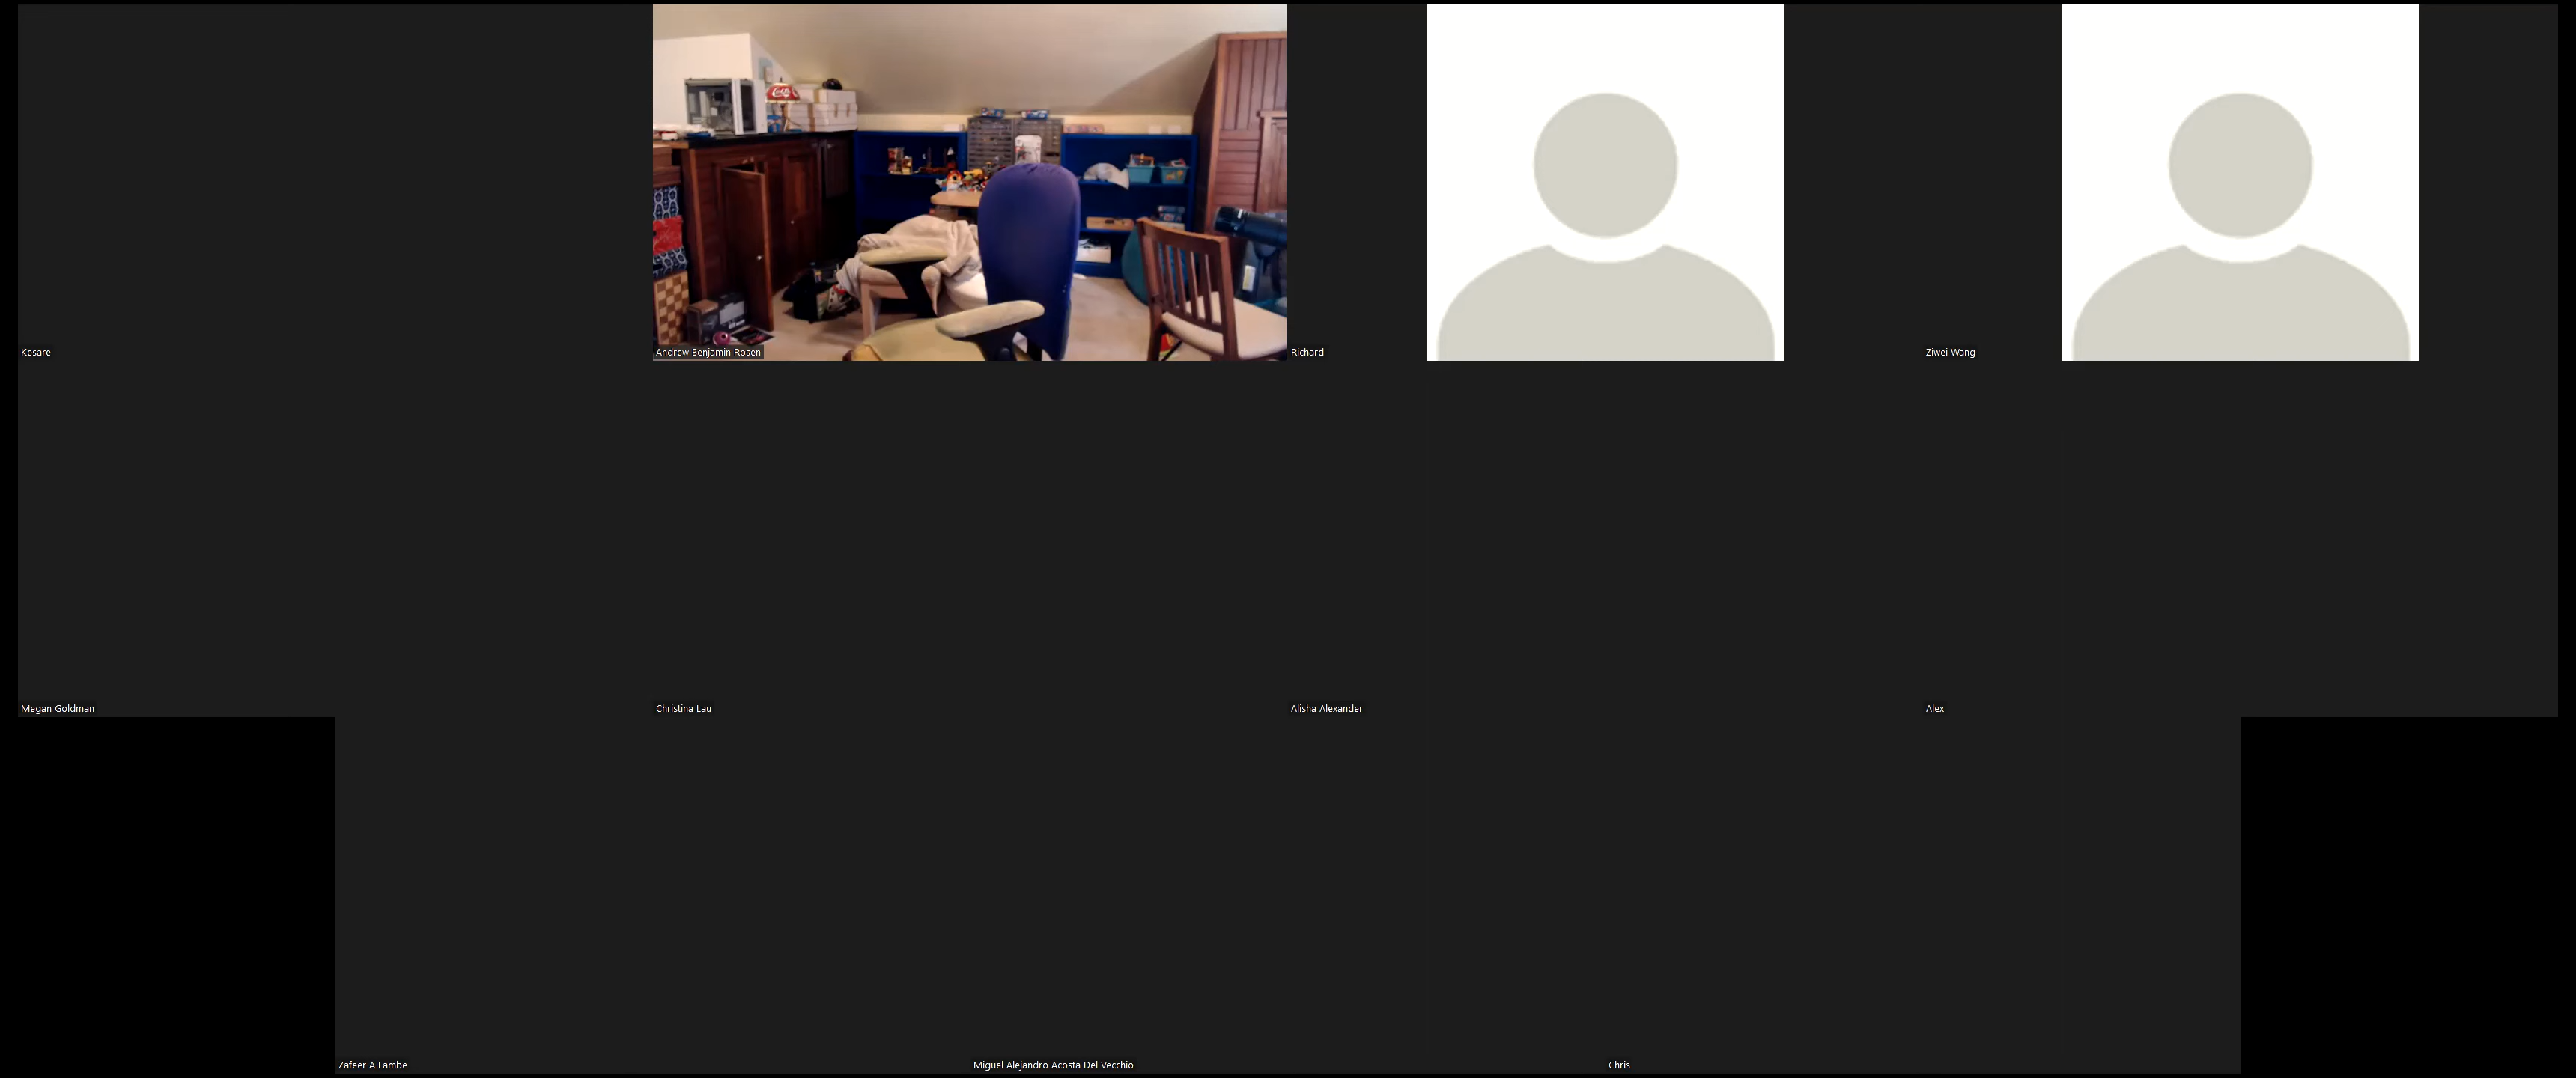 Kesare
Andrew Benjamin Rosen
Richard
Ziwei Wang
Megan Goldman
Christina Lau
Alisha Alexander
Alex
Zafeer A Lambe
Miguel Alejandro Acosta Del Vecchio
Chris